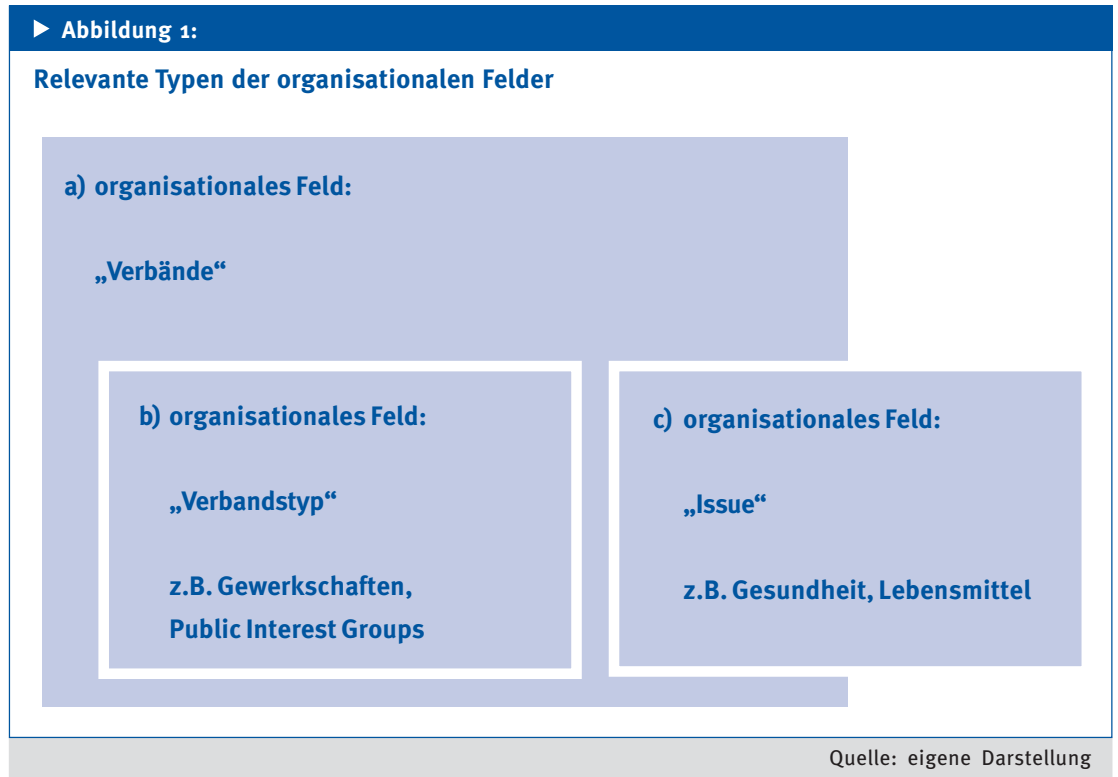 ▶ Abbildung 1:
Relevante Typen der organisationalen Felder
a) organisationales Feld:
„Verbände“
b) organisationales Feld:
„Verbandstyp“
z.B. Gewerkschaften,
Public Interest Groups
c) organisationales Feld:
„Issue“
z.B. Gesundheit, Lebensmittel
Quelle: eigene Darstellung